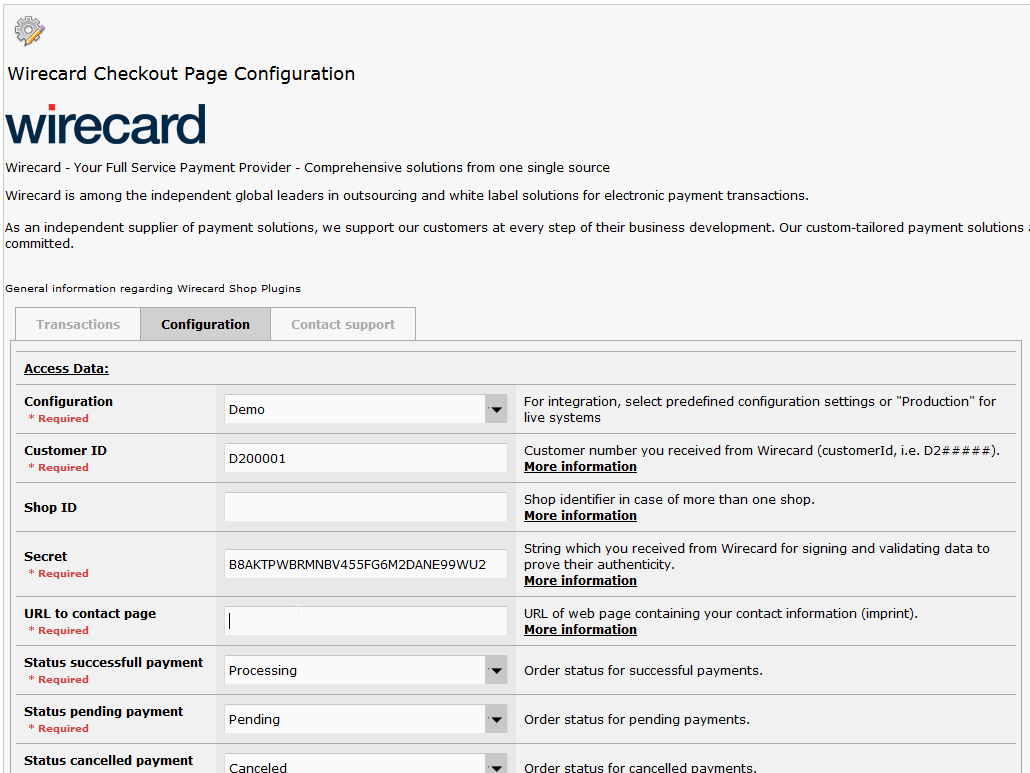 Wirecard Checkout Page Configuration
wirecard
Wirecard - Your Full Service Payment Provider - Comprehensive solutions from one single source
Wirecard is among the independent global leaders in outsourcing and white label solutions for electronic payment transactions.
As an independent supplier of payment solutions, we support our customers at every step of their business development. Our custom-tailored payment solutions a
committed.
General information regarding Wirecard Shop Plugins
Transactions Configuration Contact support
Access Data:
Configuration
* Required
Demo
For integration, select predefined configuration settings or "Production" for
live systems
Customer ID
* Required
D200001
Customer number you received from Wirecard (customerId, i.e. D2#####).
More information
Shop ID
Shop identifier in case of more than one shop.
More information
Secret
* Required
B8AKTPWBRMNBV455FG6M2DANE99WU2
String which you received from Wirecard for signing and validating data to
prove their authenticity.
More information
URL to contact page
* Required
URL of web page containing your contact information (imprint).
More information
Status successfull payment
* Required
Processing
Order status for successful payments.
Status pending payment
* Required
Pending
Order status for pending payments.
Status cancelled payment
Canceled
Order status for cancelled payments.